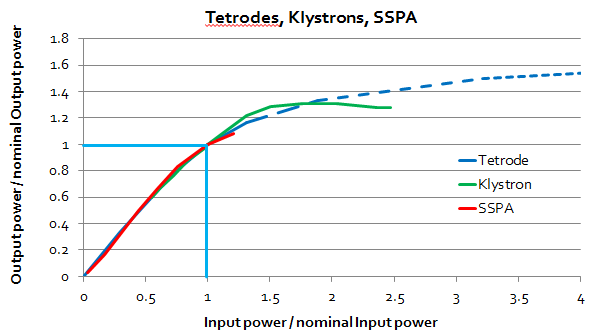 Tetrodes, Klystrons, SSPA
Output power / nominal Output power
1.8
1.6
1.4
1.2
1
0.8
0.6
0.4
0.2
0
Tetrode
Klystron
SSPA
0 0.5 1 1.5 2 2.5 3 3.5 4
Input power / nominal Input power